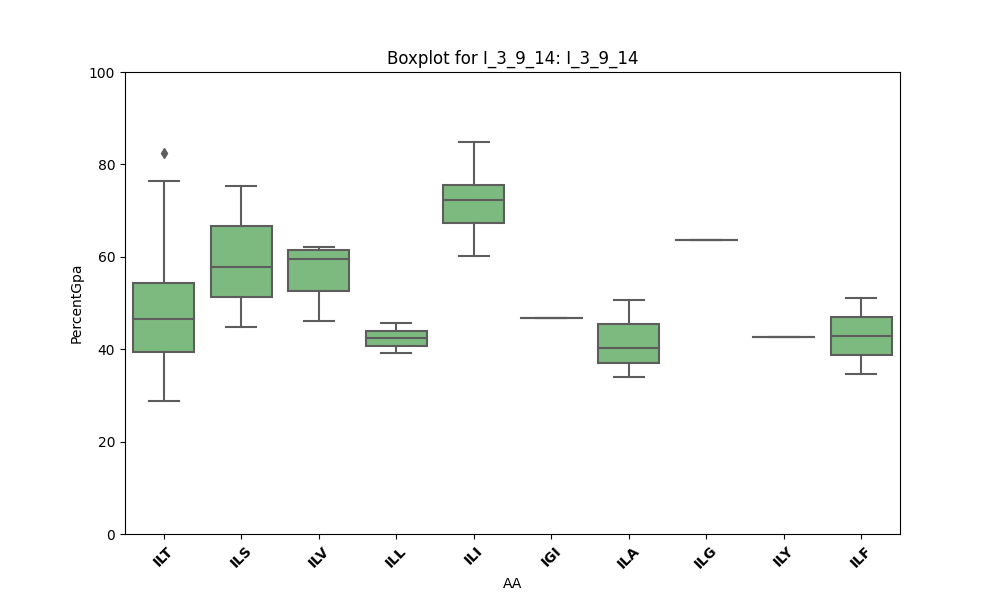 Boxplot for I_3_9_14: I_3_9_14
PercentGpa
100
80
60
40
20
0
ILT ILS ILV ILL ILI IGI ILA ILG ILY ILF
AA